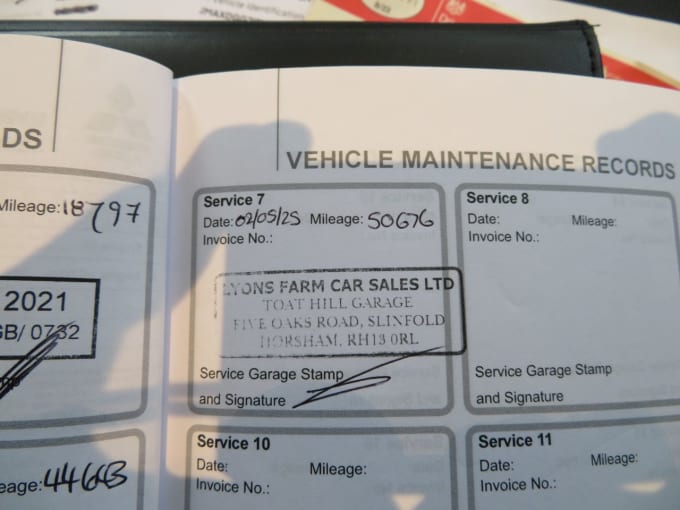 Vehicle Identification
DS
Mileage: 18797
2021
GB/ 0732
VEHICLE MAINTENANCE RECORDS
Service 7
Date: 02/05/25 Mileage: 50676
Invoice No.:
LYONS FARM CAR SALES LTD
TOAT HILL GARAGE
FIVE OAKS ROAD, SLINFOLD
HORSHAM, RH13 0RL
Service Garage Stamp
and Signature
Service 8
Date: Mileage:
Invoice No.:
Service Garage Stamp
and Signature
eage: 44663
Service 10
Date: Mileage:
Invoice No.:
Service 11
Date: Mileage:
Invoice No.: